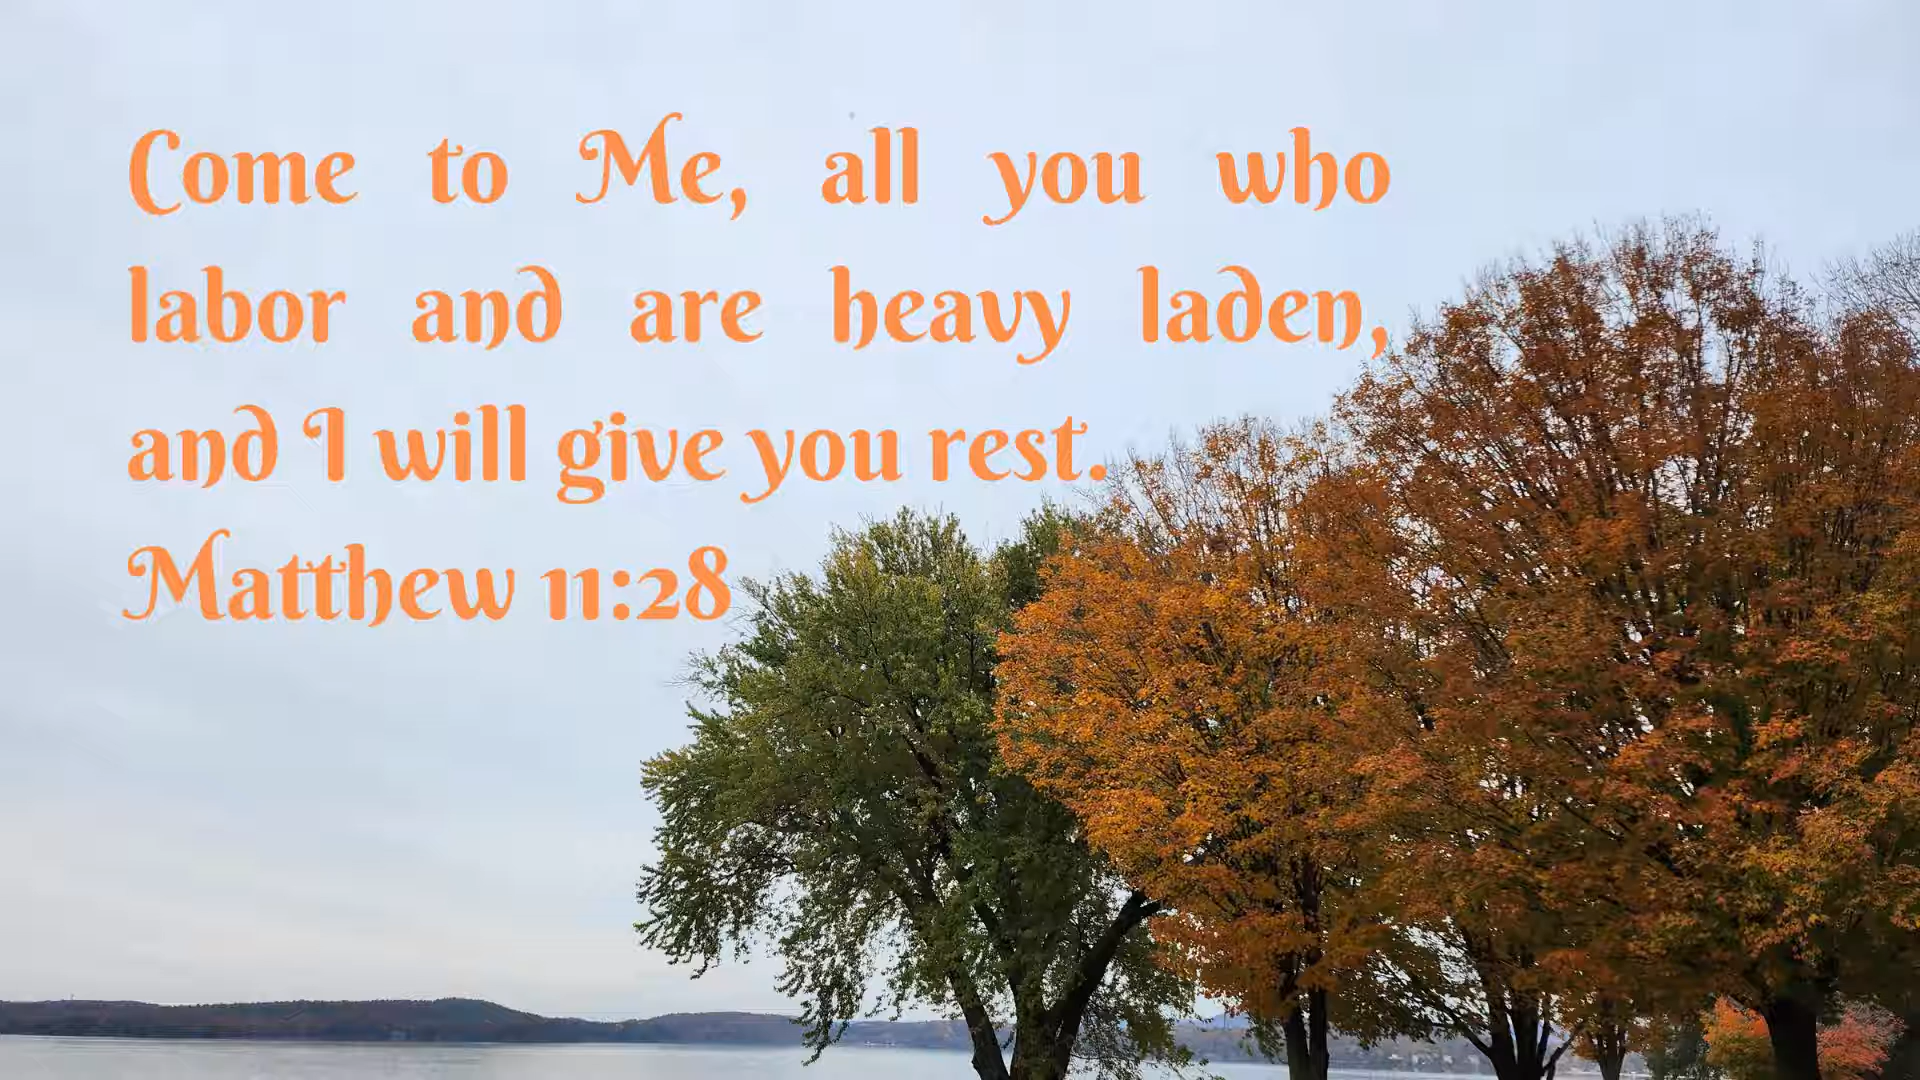 Come to Me, all you who
labor and are heavy laden,
and I will give you rest.
Matthew 11:28